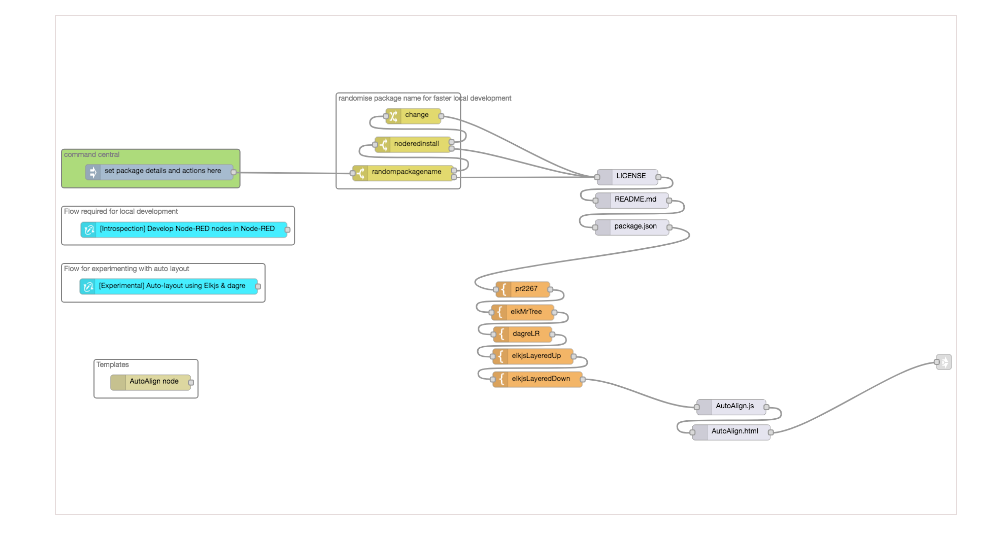 randomise package name for faster local development
change
noderedinstall
randompackagename
command central
set package details and actions here
LICENSE
README.md
package.json
Flow required for local development
[Introspection] Develop Node-RED nodes in Node-RED
Flow for experimenting with auto layout
[Experimental] Auto-layout using Elkjs & dagre
pr2267
elkMrTree
dagreLR
elkjsLayeredUp
elkjsLayeredDown
Templates
AutoAlign node
AutoAlign.js
AutoAlign.html